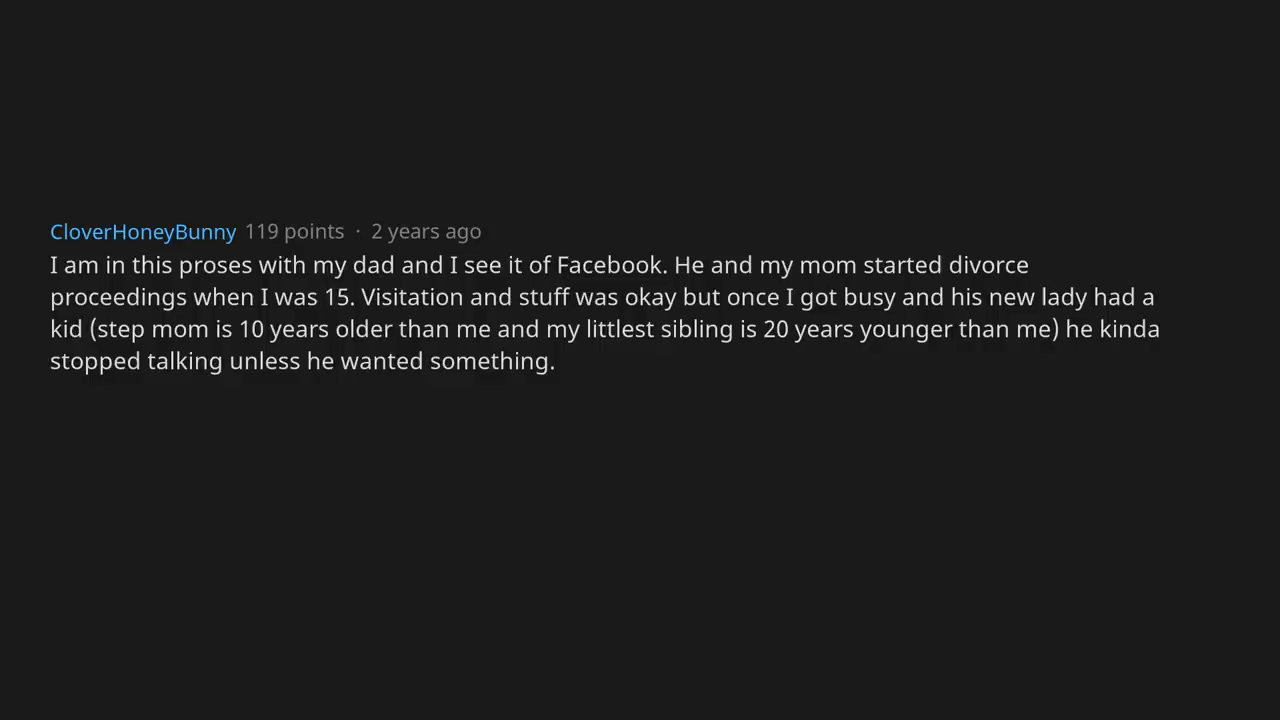 CloverHoneyBunny 119 points · 2 years ago
I am in this proses with my dad and I see it of Facebook. He and my mom started divorce
proceedings when I was 15. Visitation and stuff was okay but once I got busy and his new lady had a
kid (step mom is 10 years older than me and my littlest sibling is 20 years younger than me) he kinda
stopped talking unless he wanted something.